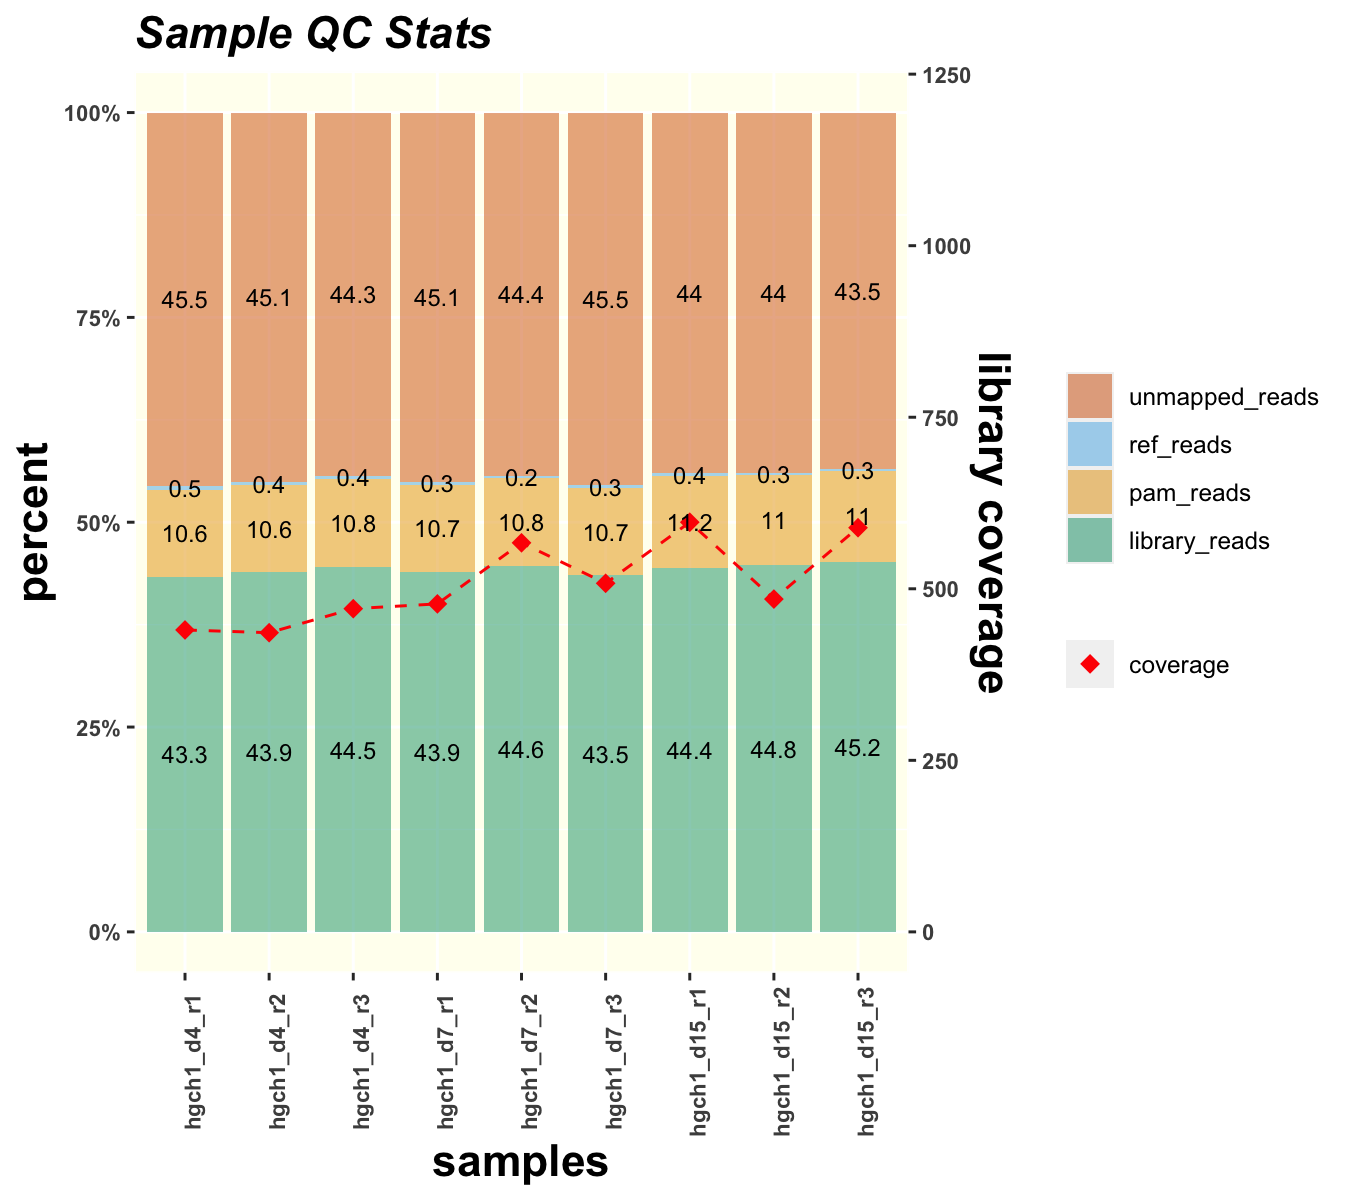 Sample QC Stats
percent
100%
75%
50%
25%
0%
45.5 45.1 44.3 45.1 44.4 45.5 44 44 43.5
0.5 0.4 0.4 0.3 0.2 0.3 0.4 0.3 0.3
10.6 10.6 10.8 10.7 10.8 10.7 11.2 11 11
43.3 43.9 44.5 43.9 44.6 43.5 44.4 44.8 45.2
1250
1000
750
500
250
0
library coverage
hgch1_d4_r1
hgch1_d4_r2
hgch1_d4_r3
hgch1_d7_r1
hgch1_d7_r2
hgch1_d7_r3
hgch1_d15_r1
hgch1_d15_r2
hgch1_d15_r3
samples
unmapped_reads
ref_reads
pam_reads
library_reads
coverage